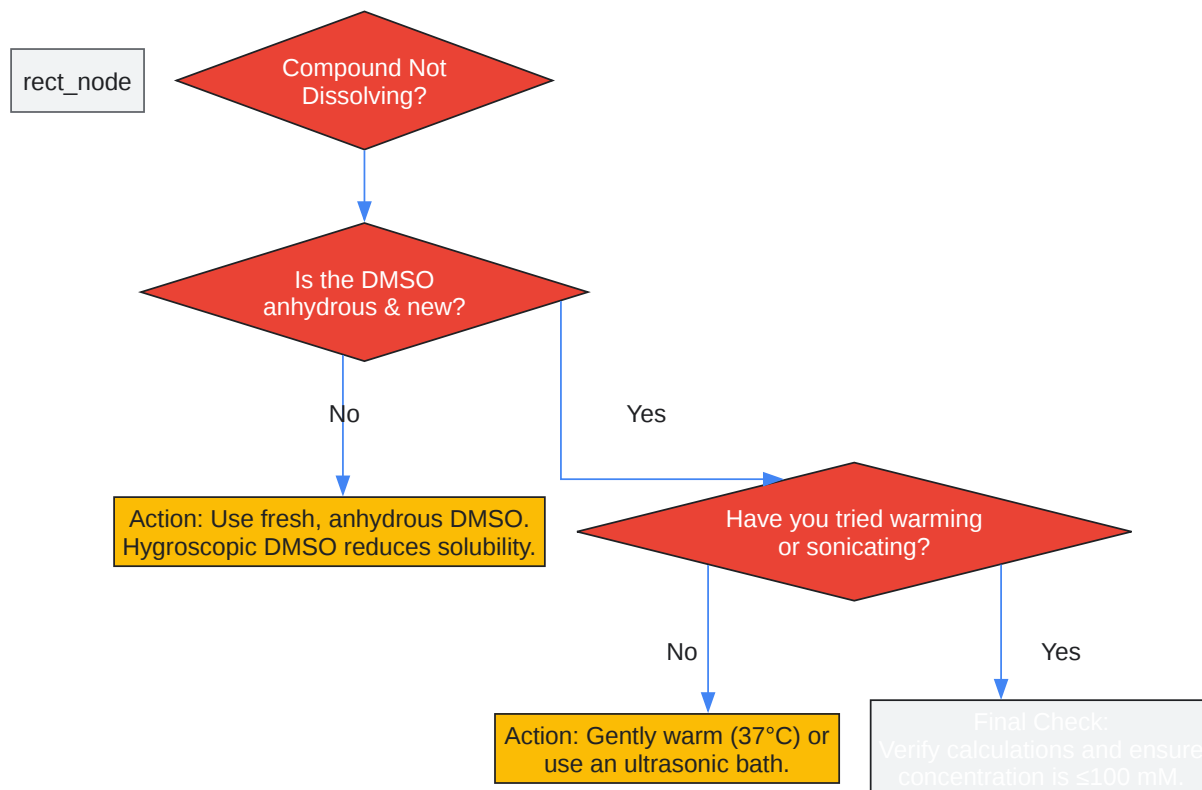 rect_node
Compound Not
Dissolving?
Is the DMSO
anhydrous & new?
No
Yes
Action: Use fresh, anhydrous DMSO.
Hygroscopic DMSO reduces solubility.
Have you tried warming
or sonicating?
No
Yes
Action: Gently warm (37°C) or
use an ultrasonic bath.
Final Check:
Verify calculations and ensure
concentration is ≤100 mM.